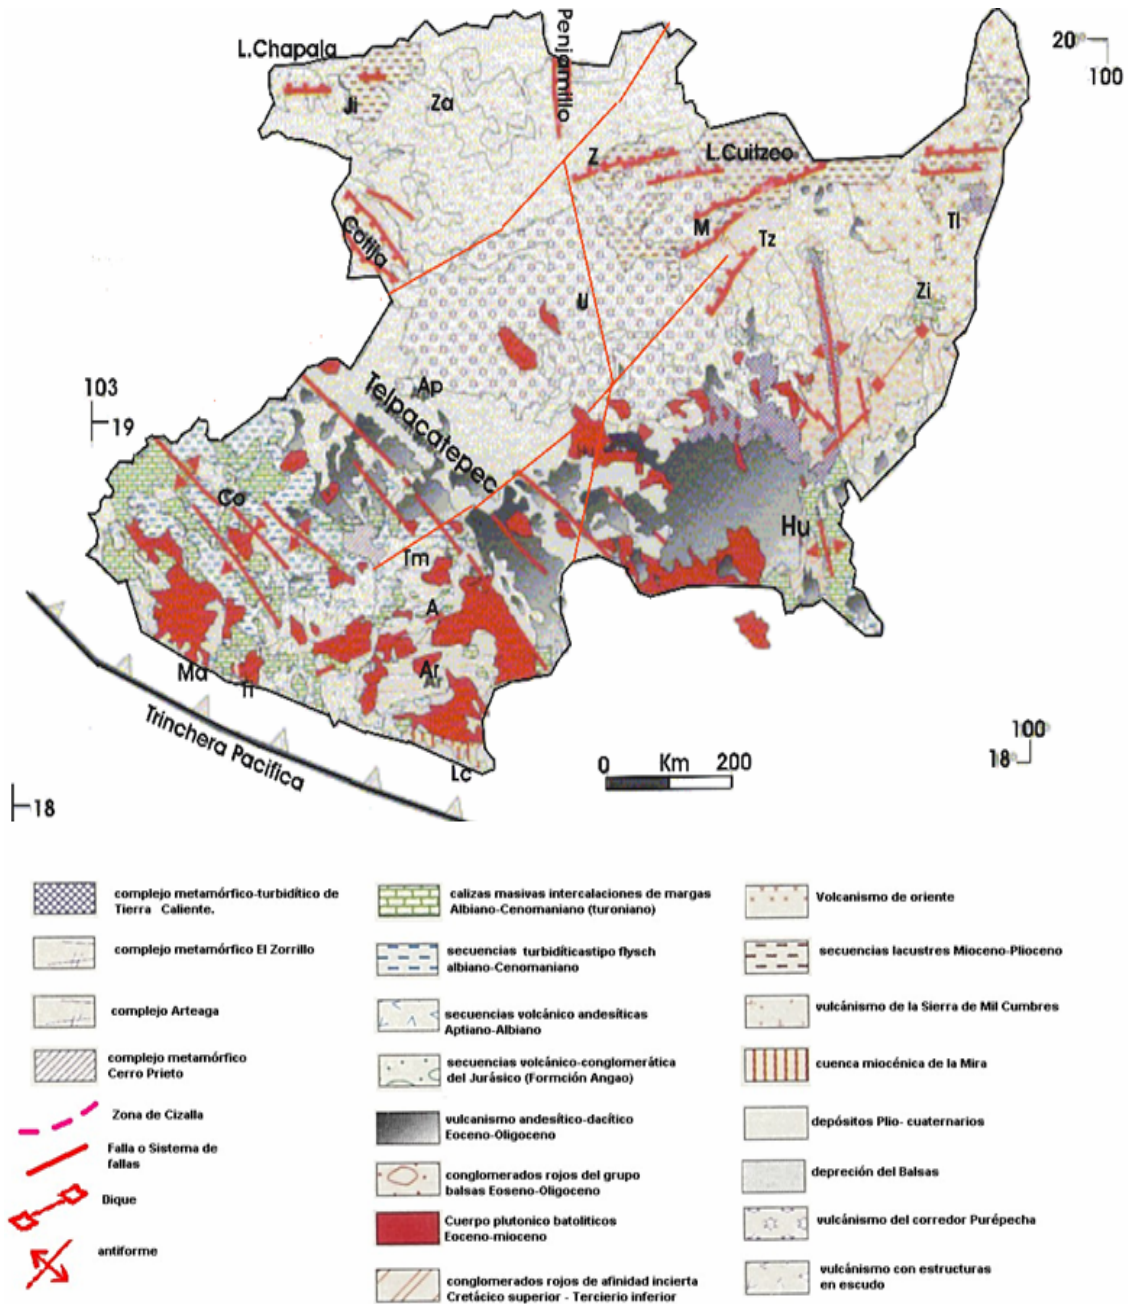 Penjamillo
L.Chapala
Ji
Za
Z
L.Cuitzeo
20°
100
Cotija
M
Tz
Tl
Zi
U
103
19
Ap
Telpacatepec
Co
Hu
Tm
A
Ar
Ma
Trinchera Pacifica
Lc
0 Km 200
100°
18°
18
complejo metamórfico-turbidítico de
Tierra Caliente.
complejo metamórfico El Zorrillo
complejo Arteaga
complejo metamórfico
Cerro Prieto
Zona de Cizalla
Falla o Sistema de
fallas
Dique
antiforme
calizas masivas intercalaciones de margas
Albiano-Cenomaniano (turoniano)
secuencias turbidíticastipo flysch
albiano-Cenomaniano
secuencias volcánico andesíticas
Aptiano-Albiano
secuencias volcánico-conglomerática
del Jurásico (Formción Angao)
vulcanismo andesítico-dacítico
Eoceno-Oligoceno
conglomerados rojos del grupo
balsas Eoseno-Oligoceno
Cuerpo plutonico batoliticos
Eoceno-mioceno
conglomerados rojos de afinidad incierta
Cretácico superior - Tercierio inferior
Volcanismo de oriente
secuencias lacustres Mioceno-Plioceno
vulcánismo de la Sierra de Mil Cumbres
cuenca miocénica de la Mira
depósitos Plio- cuaternarios
depreción del Balsas
vulcánismo del corredor Purépecha
vulcánismo con estructuras
en escudo